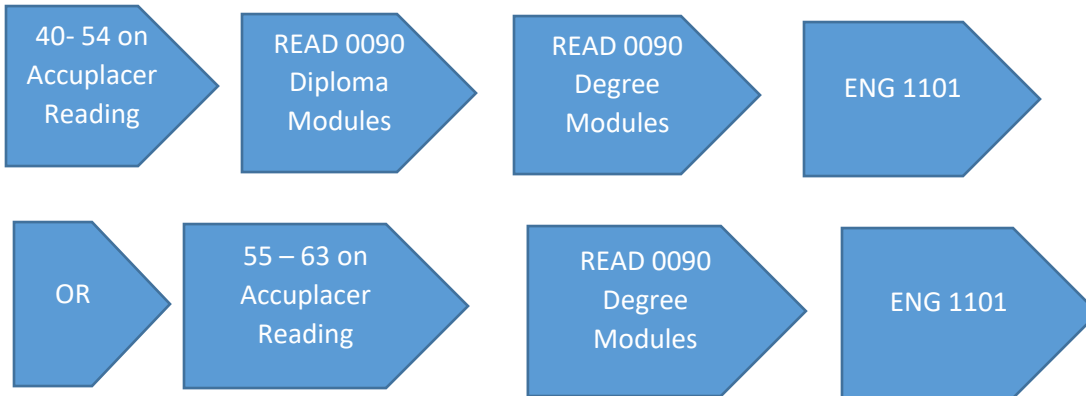 40- 54 on
Accuplacer
Reading
READ 0090
Diploma
Modules
READ 0090
Degree
Modules
ENG 1101
OR
55 – 63 on
Accuplacer
Reading
READ 0090
Degree
Modules
ENG 1101